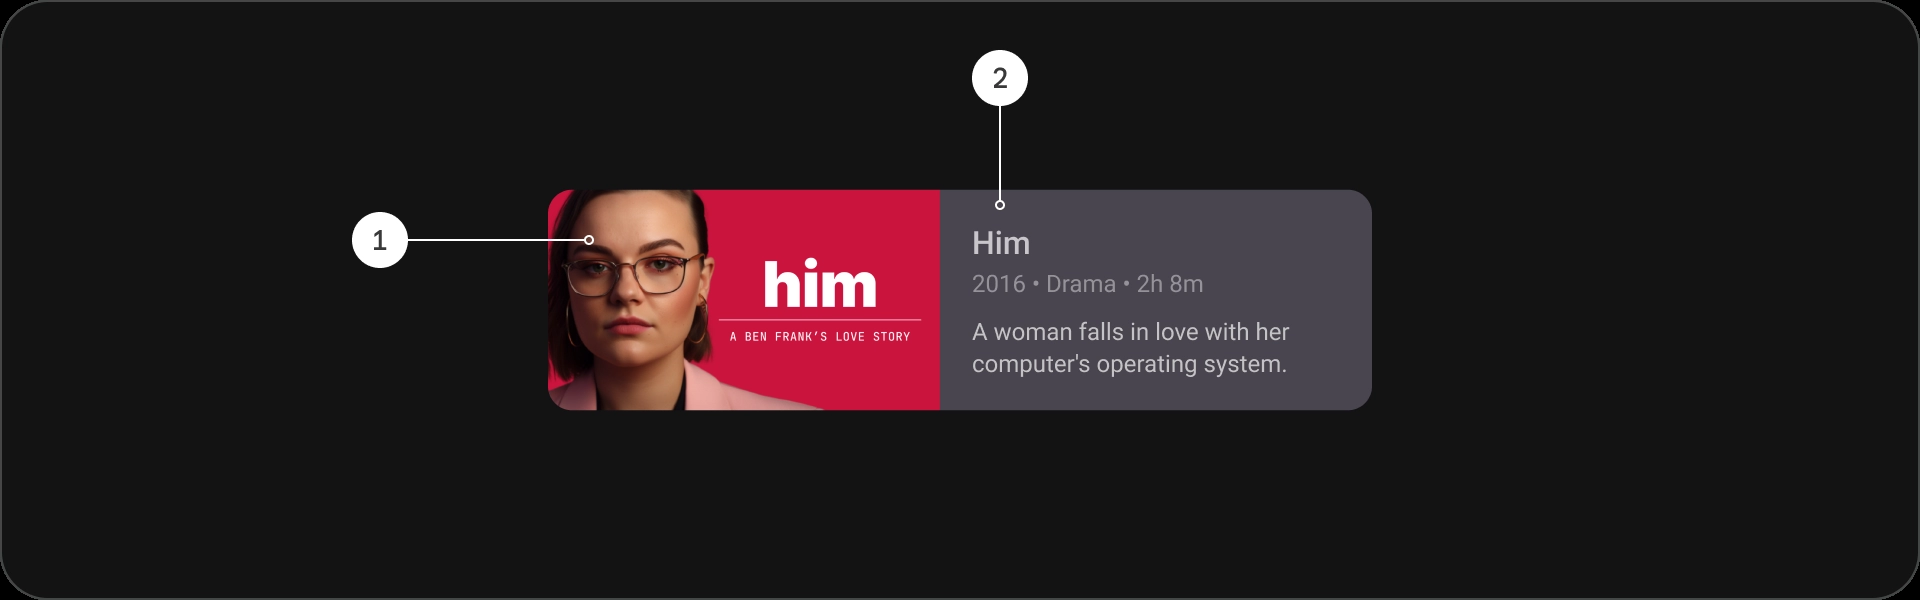 2
1
him
A BEN FRANK’S LOVE STORY
Him
2016 • Drama • 2h 8m
A woman falls in love with her
computer's operating system.